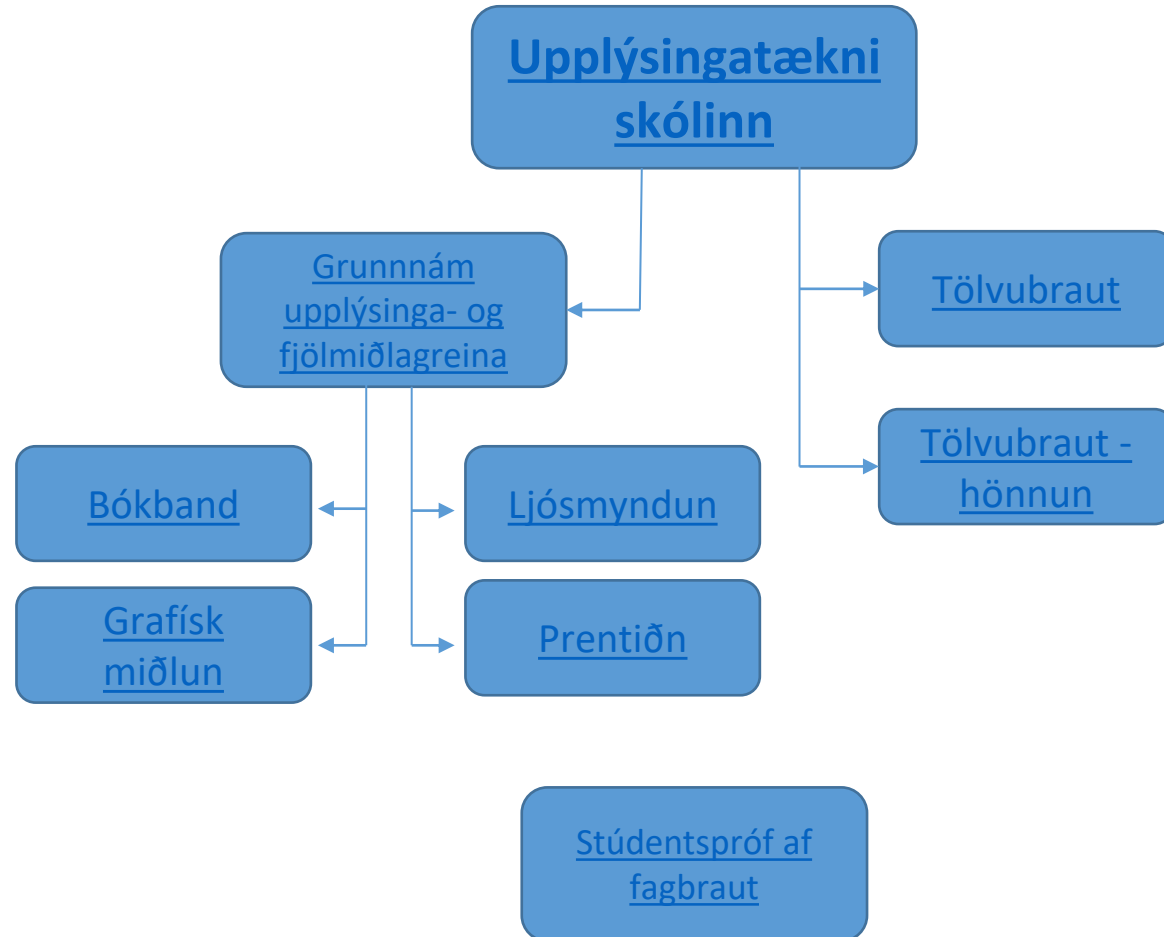 Upplýsingatækni
skólinn
Grunnnám
upplýsinga- og
fjölmiðlagreina
Tölvubraut
Tölvubraut -
hönnun
Bókband
Ljósmyndun
Grafísk
miðlun
Prentiðn
Stúdentspróf af
fagbraut